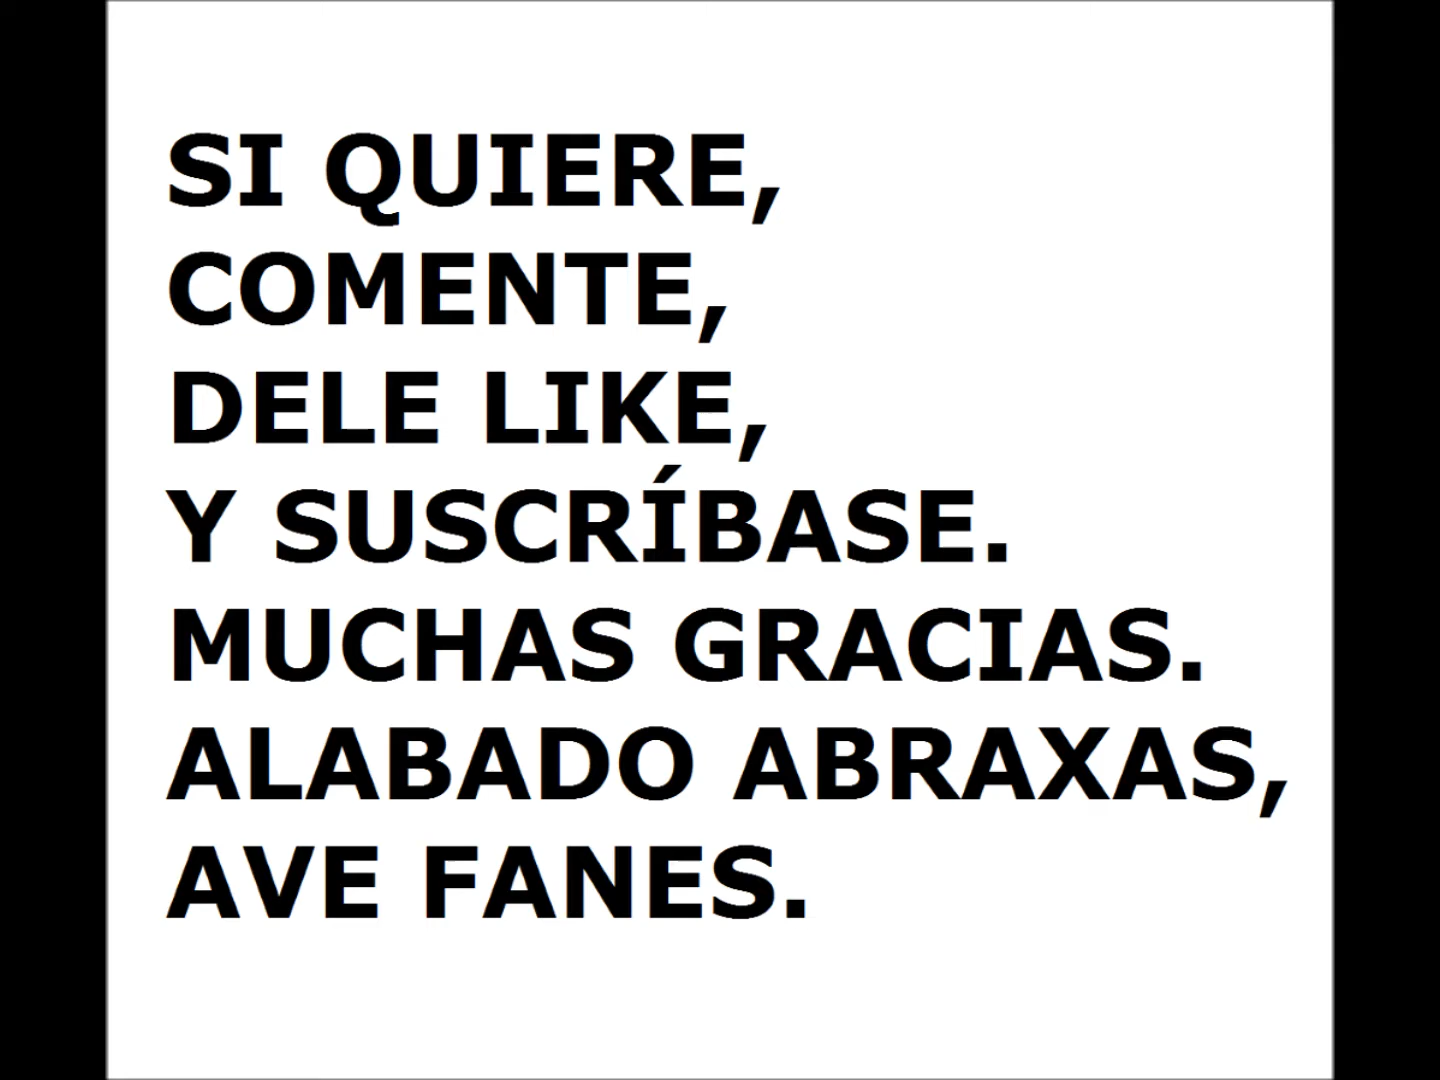 SI QUIERE,
COMENTE,
DELE LIKE,
Y SUSCRÍBASE.
MUCHAS GRACIAS.
ALABADO ABRAXAS,
AVE FANES.